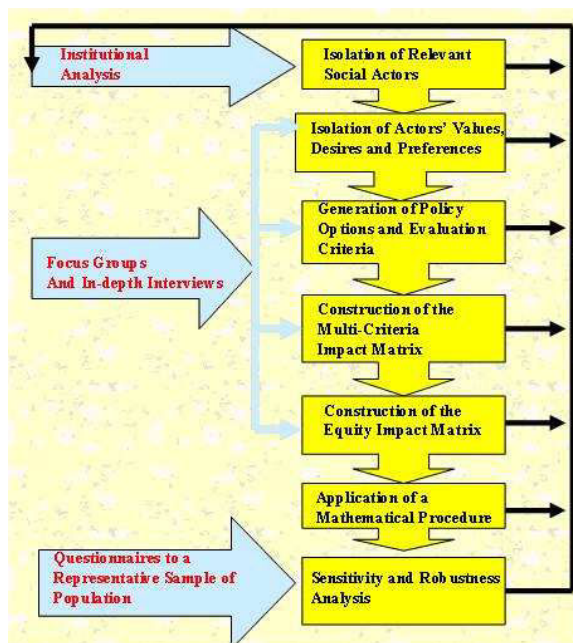 Institutional
Analysis
Isolation of Relevant
Social Actors
Isolation of Actors' Values,
Desires and Preferences
Generation of Policy
Options and Evaluation
Criteria
Focus Groups
And In-depth Interviews
Construction of the
Multi-Criteria
Impact Matrix
Construction of the
Equity Impact Matrix
Application of a
Mathematical Procedure
Questionnaires to a
Representative Sample of
Population
Sensitivity and Robustness
Analysis